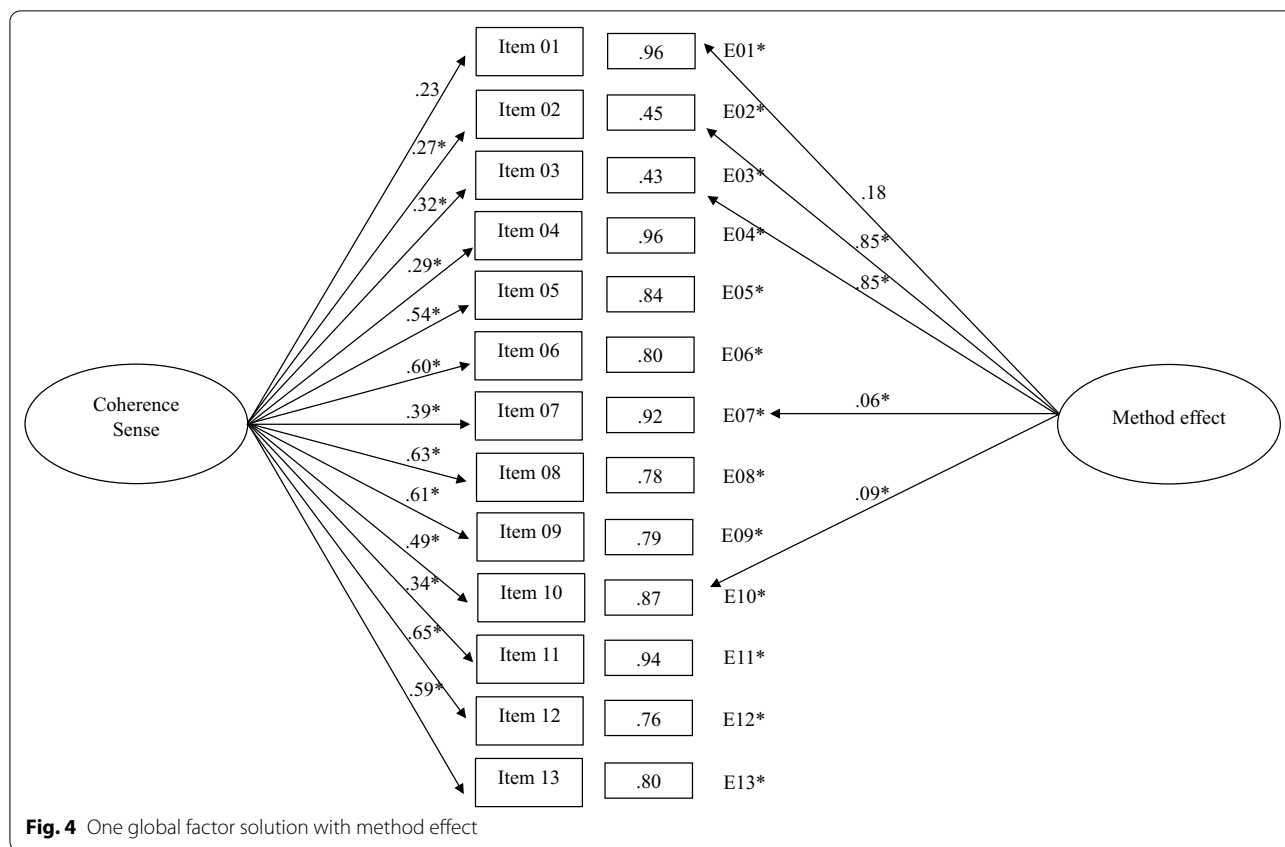 Item 01 .96 E01*
.23
Item 02 .45 E02*
.27*
Item 03 .43 E03*
.32* .18
Item 04 .96 E04*
.29* .85*
.85*
Item 05 .84 E05*
.54*
Item 06 .80 E06*
.60*
Coherence
Sense
.39* Item 07 .92 E07* .06* Method effect
.63* Item 08 .78 E08*
.61*
.09*
Item 09 .79 E09*
.49*
Item 10 .87 E10*
.34*
Item 11 .94 E11*
.65*
Item 12 .76 E12*
.59*
Item 13 .80 E13*
Fig. 4 One global factor solution with method effect